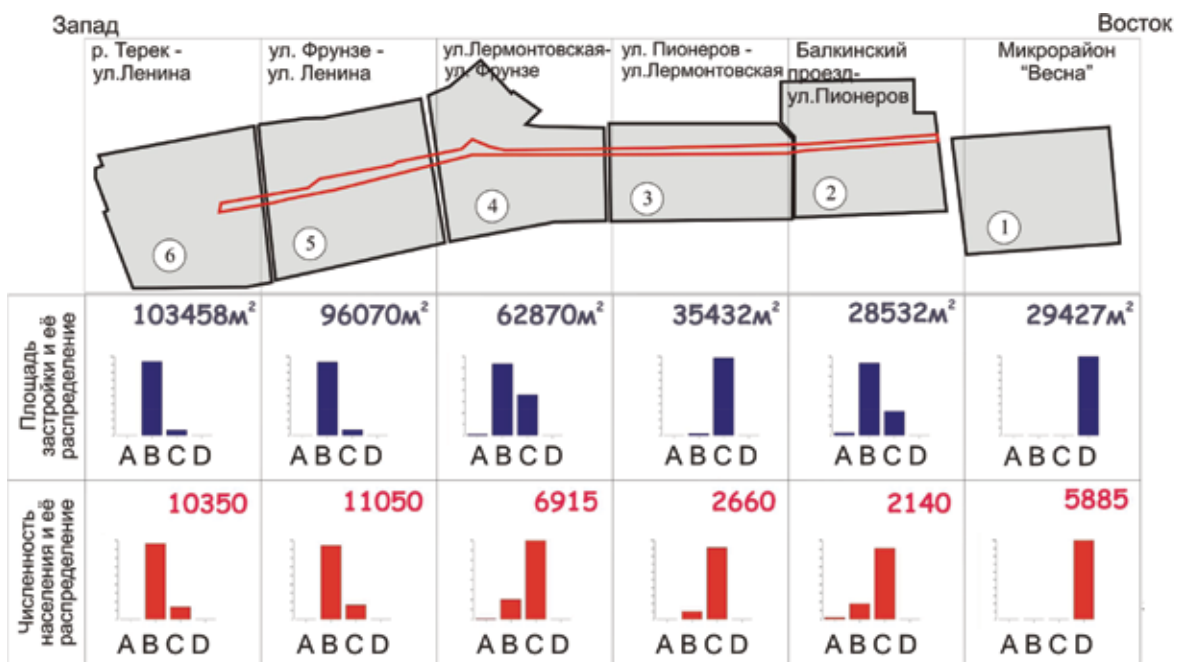 Запад
Восток
р. Терек -
ул.Ленина
ул. Фрунзе -
ул. Ленина
ул.Лермонтовская-
ул. Фрунзе
ул. Пионеров -
ул.Лермонтовская
Балкинский
проезд-
ул.Пионеров
Микрорайон
"Весна"
6
5
4
3
2
1
Площадь
застройки и её
распределение
103458м²
96070м²
62870м²
35432м²
28532м²
29427м²
A B C D
A B C D
A B C D
A B C D
A B C D
A B C D
Численность
населения и её
распределение
10350
11050
6915
2660
2140
5885
A B C D
A B C D
A B C D
A B C D
A B C D
A B C D